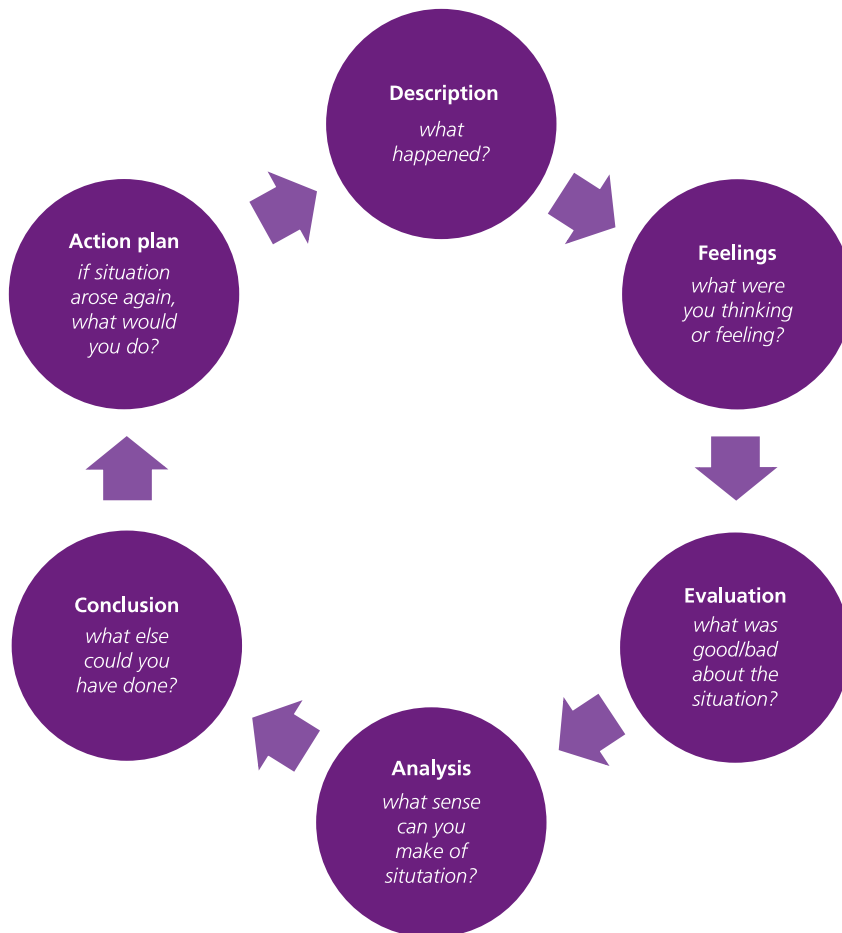 Description
what
happened?
Feelings
what were
you thinking
or feeling?
Evaluation
what was
good/bad
about the
situation?
Analysis
what sense
can you
make of
situtation?
Conclusion
what else
could you
have done?
Action plan
if situation
arose again,
what would
you do?